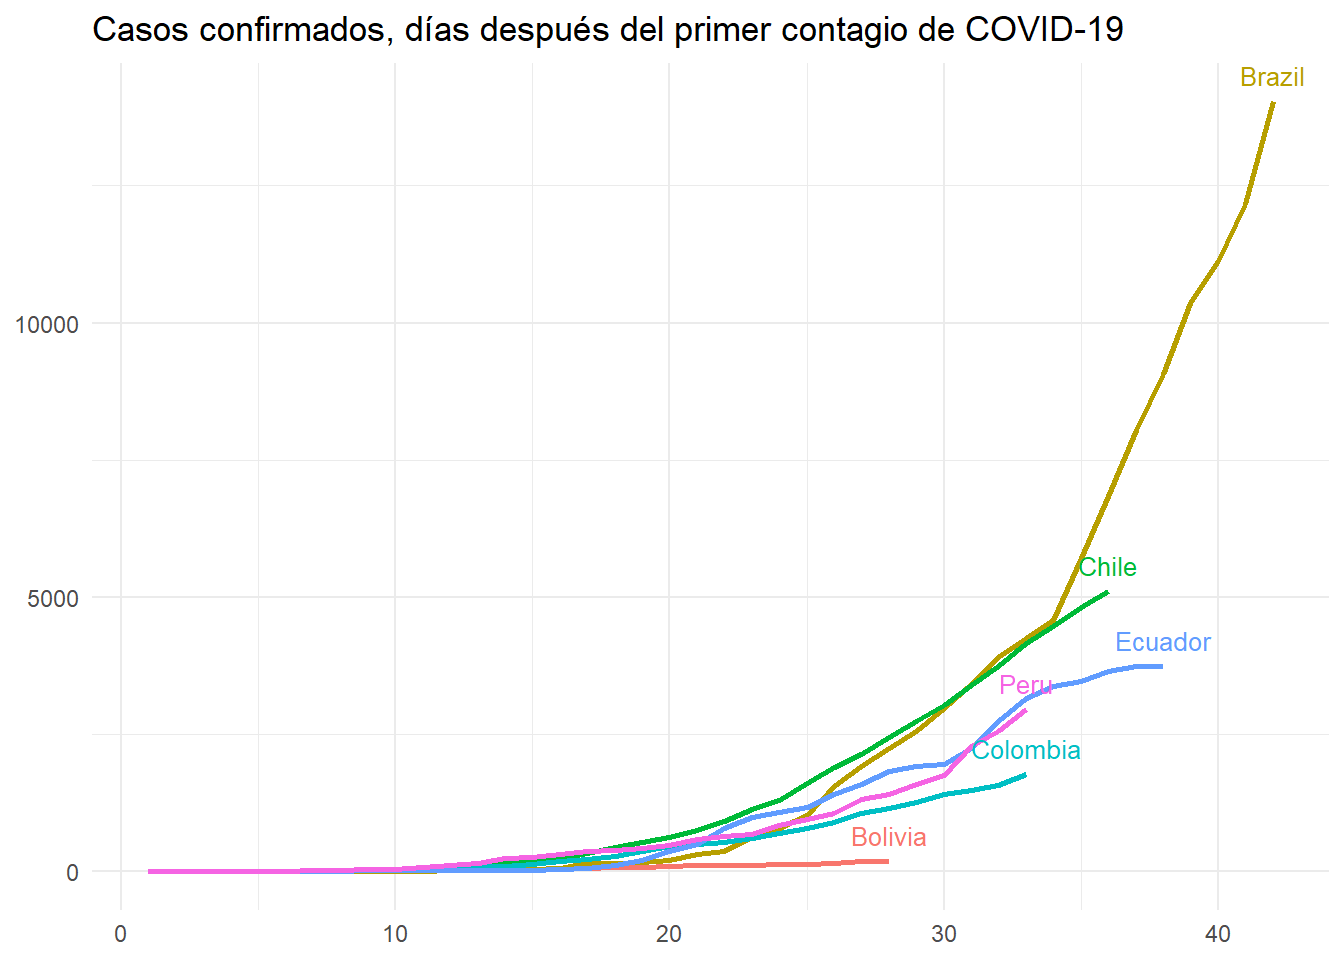 Casos confirmados, días después del primer contagio de COVID-19
Brazil
10000
Chile
5000
Ecuador
Peru
Colombia
Bolivia
0
0 10 20 30 40